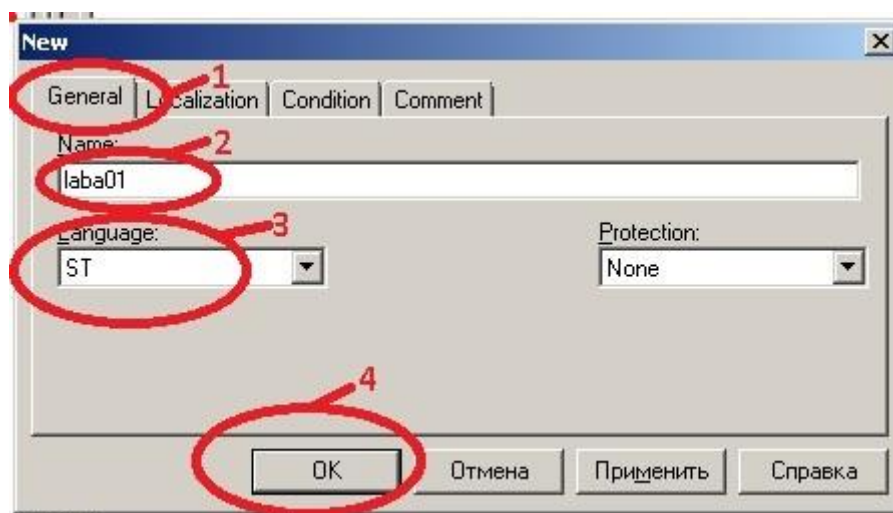 New
General Localization Condition Comment
1
Name:
2
laba01
Language:
3
Protection:
ST
None
4
OK Отмена Применить Справка